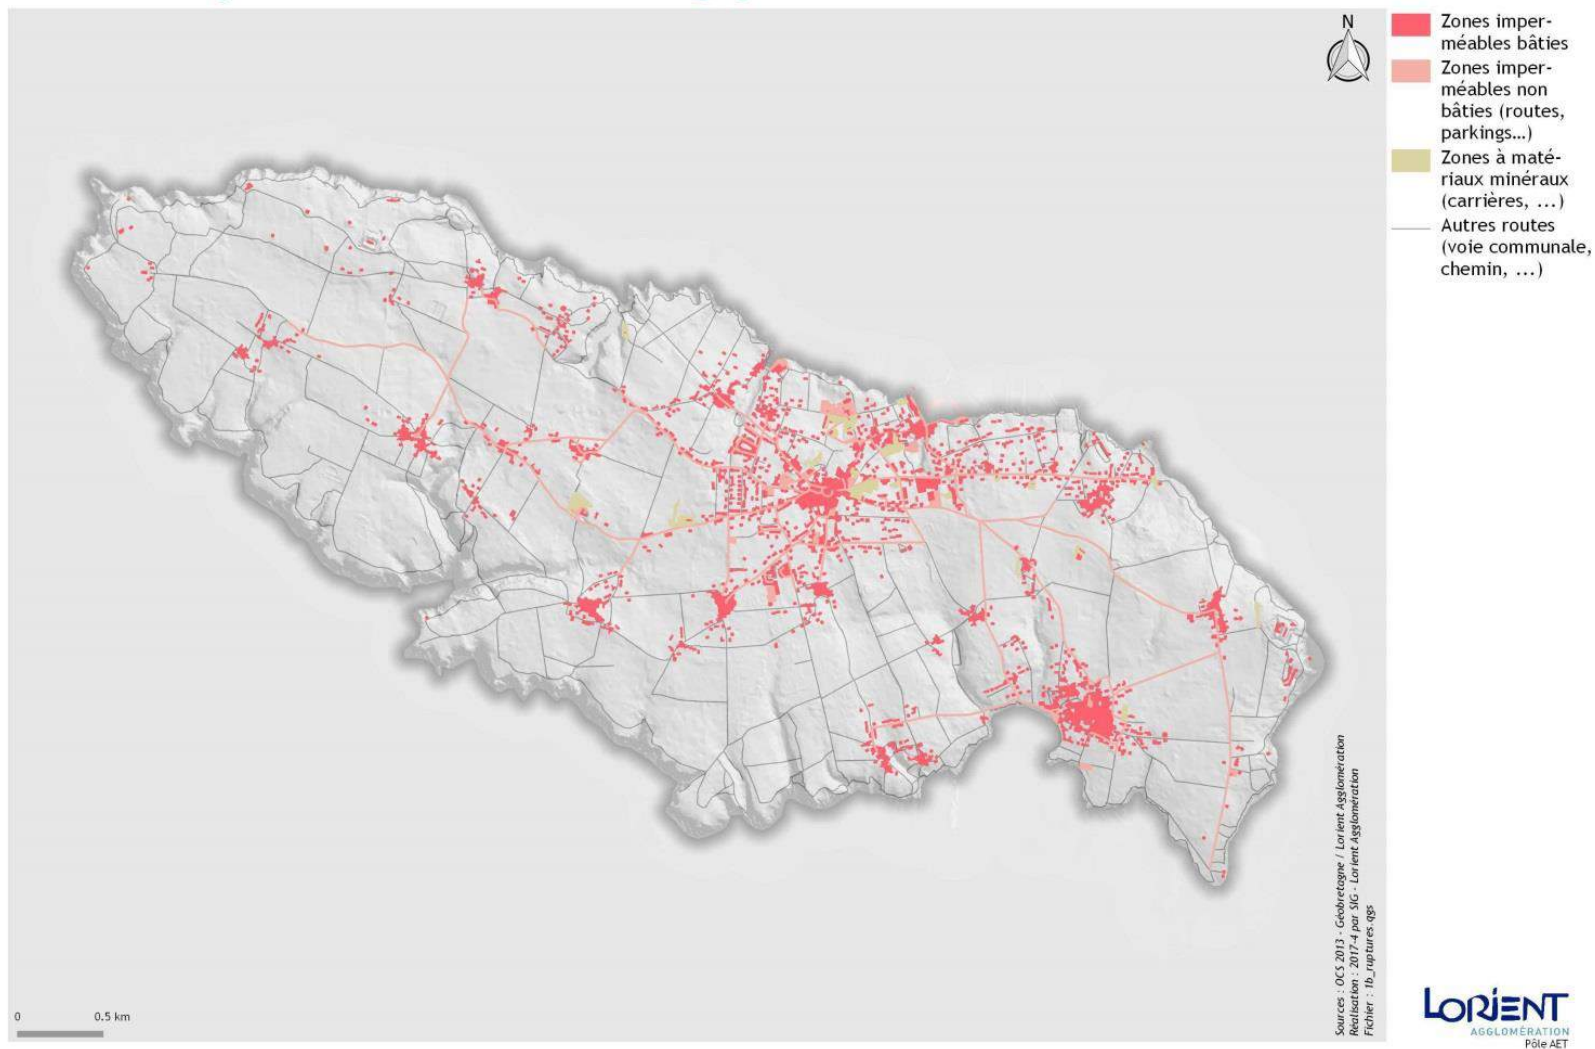 N
Zones imper-
méables bâties
Zones imper-
méables non
bâties (routes,
parkings...)
Zones à maté-
riaux minéraux
(carrières, ...)
Autres routes
(voie communale,
chemin, ...)
Sources : OCS 2013 - Géobretagne / Lorient Agglomération
Réalisation : 2017-4 par SIG - Lorient Agglomération
Fichier : 1b_ruptures.qgs
0 0.5 km
LORIENT
AGGLOMÉRATION
Pôle AET